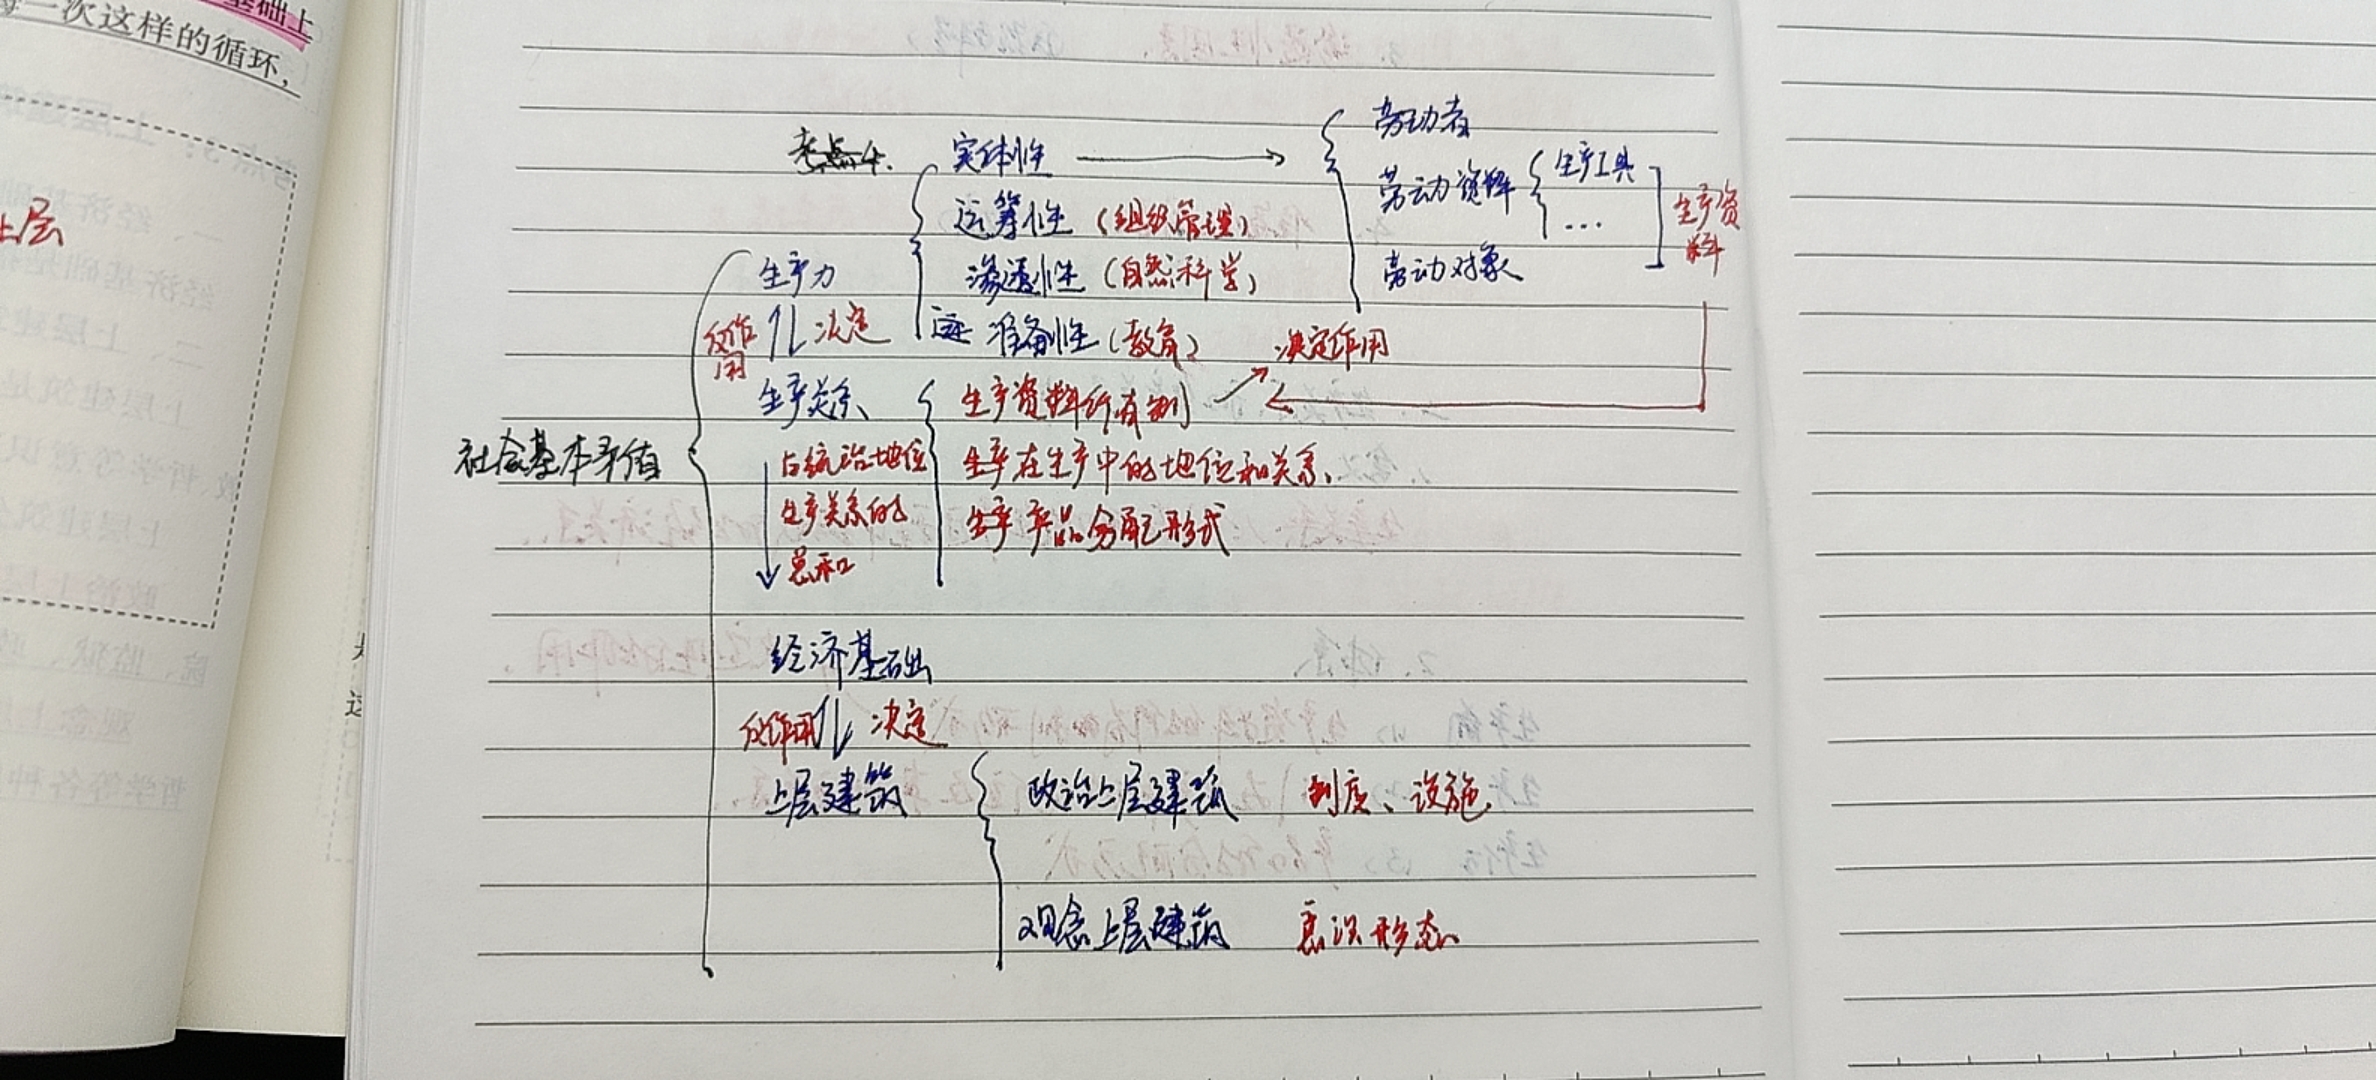 基础上
一次这样的循环，
上层
考点4.
实体性
劳动者
运筹性（组织管理）
劳动资料
生产工具
...
生产资料
渗透性（自然科学）
劳动对象
生产力
准备性（教育）
反作用
决定
决定作用
生产关系
生产资料所有制
社会基本矛盾
占统治地位
生产关系的
总和
在生产中的地位和关系
产品分配形式
经济基础
反作用
决定
上层建筑
政治上层建筑 制度、设施
观念上层建筑 意识形态